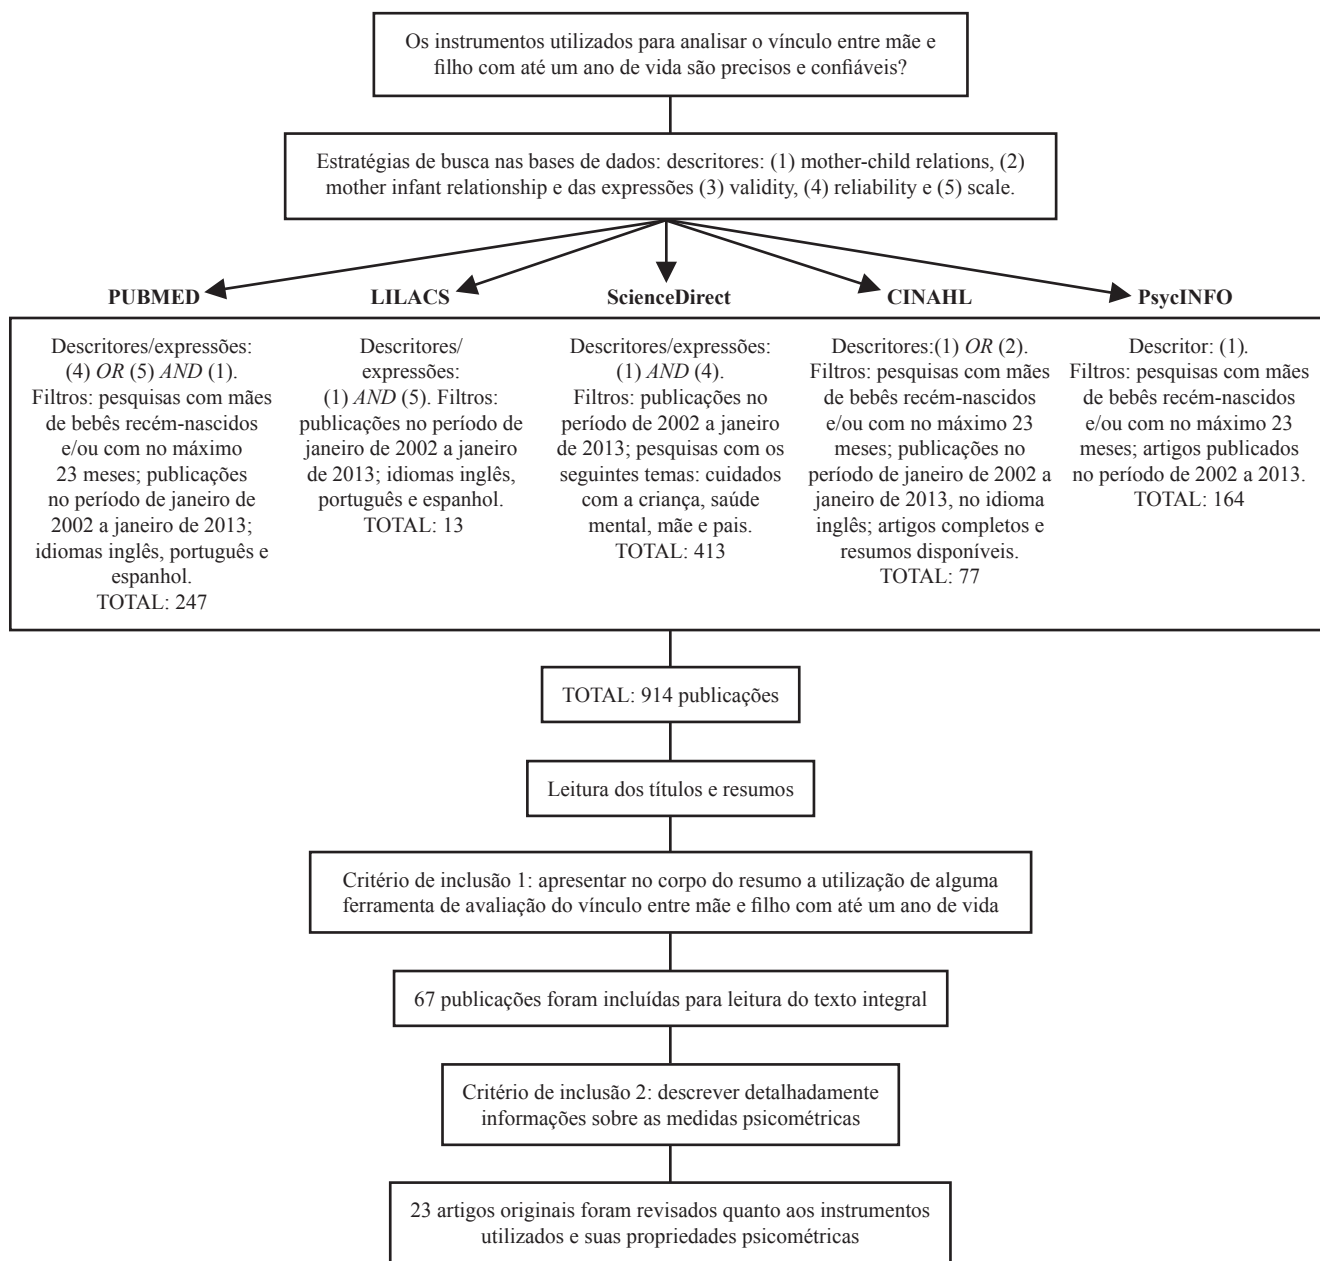 Os instrumentos utilizados para analisar o vínculo entre mãe e
filho com até um ano de vida são precisos e confiáveis?
Estratégias de busca nas bases de dados: descritores: (1) mother-child relations, (2)
mother infant relationship e das expressões (3) validity, (4) reliability e (5) scale.
PUBMED
LILACS
ScienceDirect
CINAHL
PsycINFO
Descritores/expressões:
(4) OR (5) AND (1).
Filtros: pesquisas com mães
de bebês recém-nascidos
e/ou com no máximo
23 meses; publicações
no período de janeiro de
2002 a janeiro de 2013;
idiomas inglês, português e
espanhol.
TOTAL: 247
Descritores/
expressões:
(1) AND (5). Filtros:
publicações no período de
janeiro de 2002 a janeiro
de 2013; idiomas inglês,
português e espanhol.
TOTAL: 13
Descritores/expressões:
(1) AND (4).
Filtros: publicações no
período de 2002 a janeiro
de 2013; pesquisas com os
seguintes temas: cuidados
com a criança, saúde
mental, mãe e pais.
TOTAL: 413
Descritores:(1) OR (2).
Filtros: pesquisas com mães
de bebês recém-nascidos
e/ou com no máximo 23
meses; publicações no
período de janeiro de 2002 a
janeiro de 2013, no idioma
inglês; artigos completos e
resumos disponíveis.
TOTAL: 77
Descritor: (1).
Filtros: pesquisas com mães
de bebês recém-nascidos
e/ou com no máximo 23
meses; artigos publicados
no período de 2002 a 2013.
TOTAL: 164
TOTAL: 914 publicações
Leitura dos títulos e resumos
Critério de inclusão 1: apresentar no corpo do resumo a utilização de alguma
ferramenta de avaliação do vínculo entre mãe e filho com até um ano de vida
67 publicações foram incluídas para leitura do texto integral
Critério de inclusão 2: descrever detalhadamente
informações sobre as medidas psicométricas
23 artigos originais foram revisados quanto aos instrumentos
utilizados e suas propriedades psicométricas